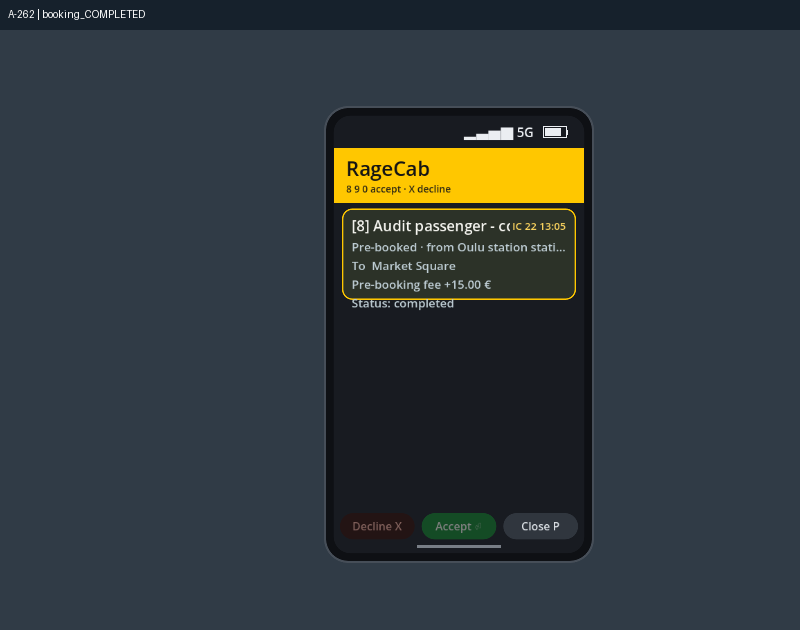 A-262 | booking_COMPLETED
5G
RageCab
8 9 0 accept · X decline
[8] Audit passenger - IC 22 13:05
Pre-booked · from Oulu station stati…
To Market Square
Pre-booking fee +15.00 €
Status: completed
Decline X
Accept
Close P